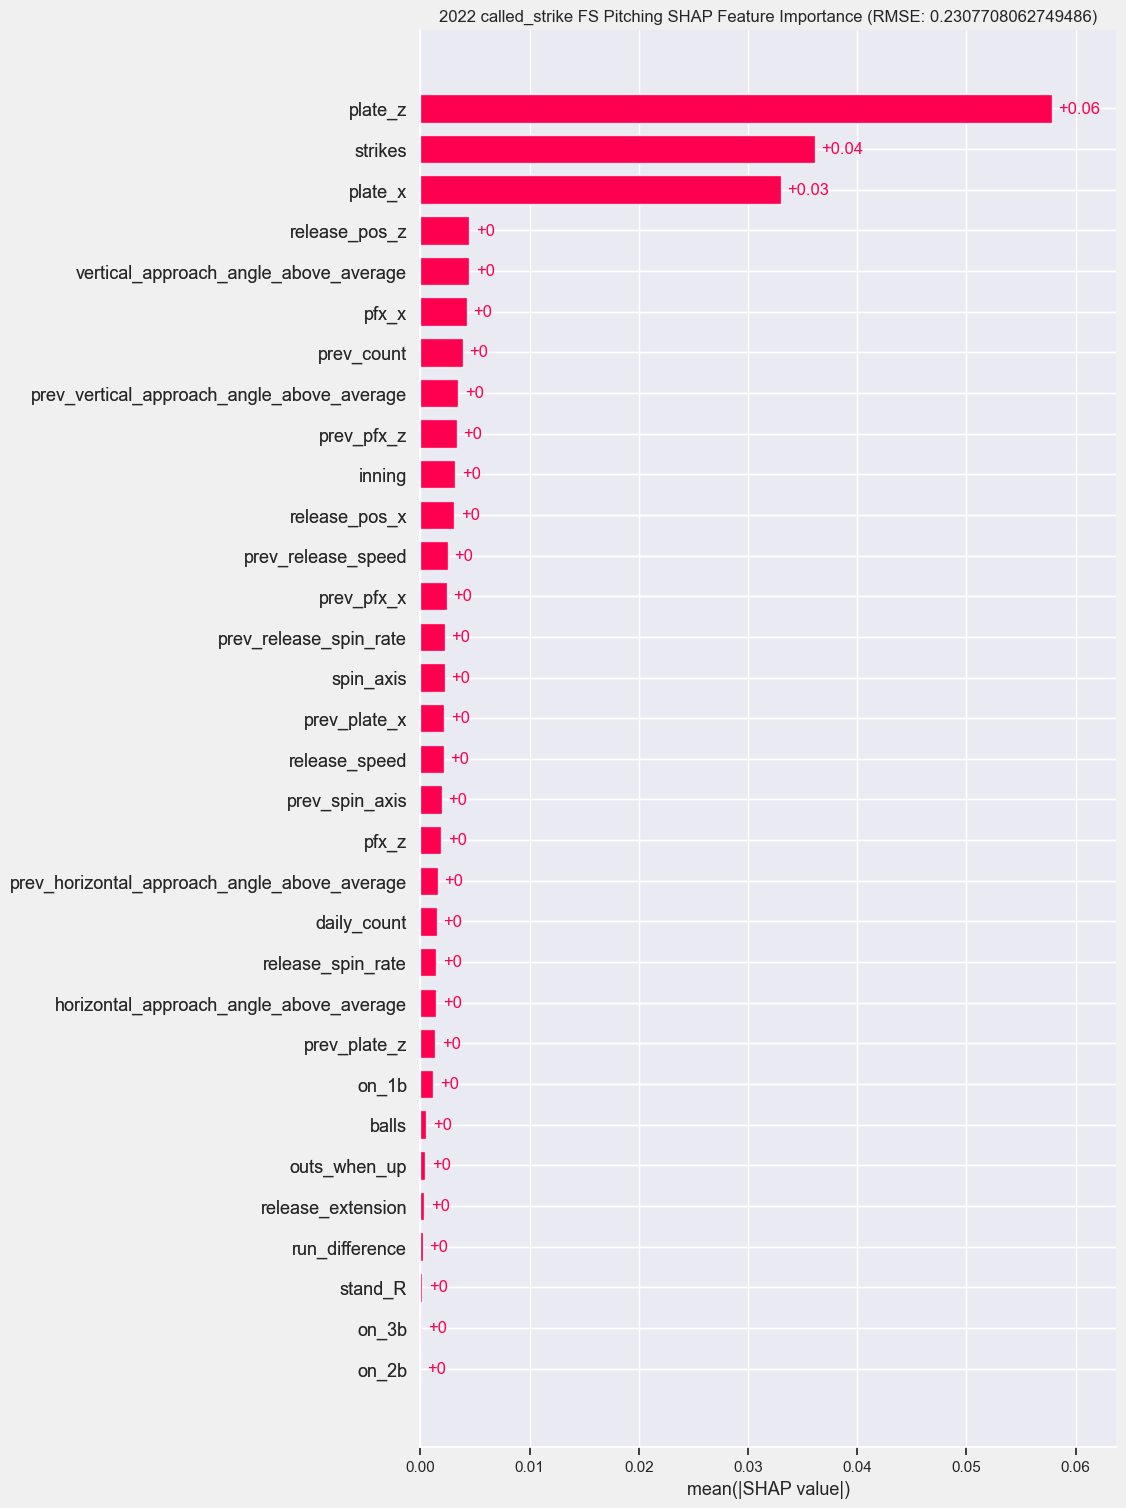 2022 called_strike FS Pitching SHAP Feature Importance (RMSE: 0.2307708062749486)
plate_z +0.06
strikes +0.04
plate_x +0.03
release_pos_z +0
vertical_approach_angle_above_average +0
pfx_x +0
prev_count +0
prev_vertical_approach_angle_above_average +0
prev_pfx_z +0
inning +0
release_pos_x +0
prev_release_speed +0
prev_pfx_x +0
prev_release_spin_rate +0
spin_axis +0
prev_plate_x +0
release_speed +0
prev_spin_axis +0
pfx_z +0
prev_horizontal_approach_angle_above_average +0
daily_count +0
release_spin_rate +0
horizontal_approach_angle_above_average +0
prev_plate_z +0
on_1b +0
balls +0
outs_when_up +0
release_extension +0
run_difference +0
stand_R +0
on_3b +0
on_2b +0
0.00 0.01 0.02 0.03 0.04 0.05 0.06
mean(|SHAP value|)